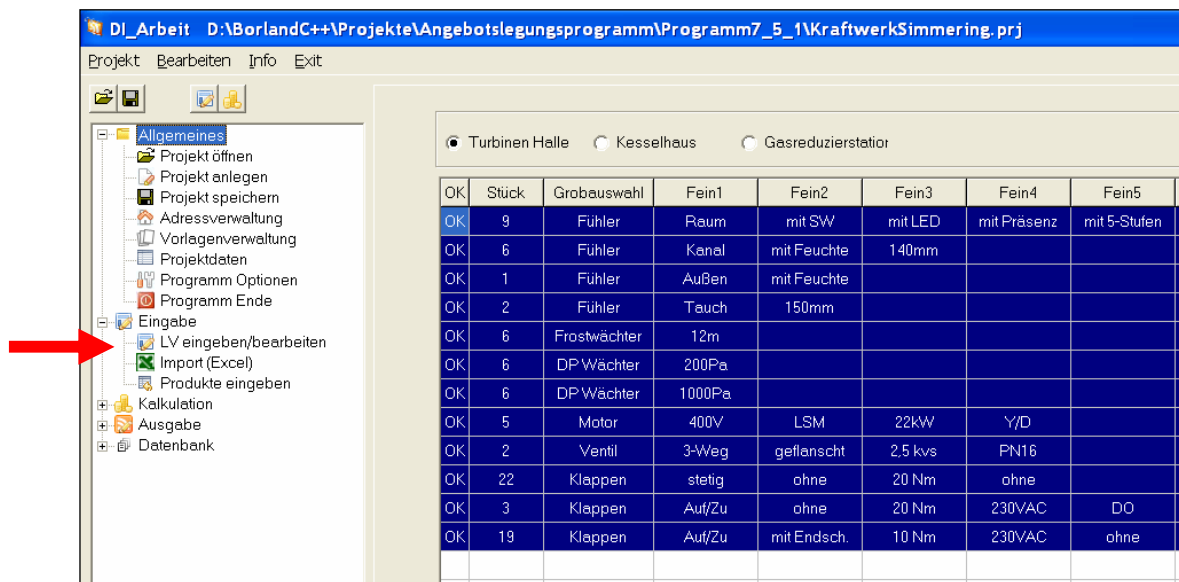 DI_Arbeit D:\BorlandC++\Projekte\Angebotslegungsprogramm\Programm7_5_1\KraftwerkSimmering.prj
Projekt Bearbeiten Info Exit
Allgemeines
Projekt öffnen
Projekt anlegen
Projekt speichern
Adressverwaltung
Vorlagenverwaltung
Projektdaten
Programm Optionen
Programm Ende
Eingabe
LV eingeben/bearbeiten
Import (Excel)
Produkte eingeben
Kalkulation
Ausgabe
Datenbank
Turbinen Halle Kesselhaus Gasreduzierstation
OK Stück Grobauswahl Fein1 Fein2 Fein3 Fein4 Fein5
OK 9 Fühler Raum mit SW mit LED mit Präsenz mit 5-Stufen
OK 6 Fühler Kanal mit Feuchte 140mm
OK 1 Fühler Außen mit Feuchte
OK 2 Fühler Tauch 150mm
OK 6 Frostwächter 12m
OK 6 DP Wächter 200Pa
OK 6 DP Wächter 1000Pa
OK 5 Motor 400V LSM 22kW Y/D
OK 2 Ventil 3-Weg geflanscht 2,5 kvs PN16
OK 22 Klappen stetig ohne 20 Nm ohne
OK 3 Klappen Auf/Zu ohne 20 Nm 230VAC DO
OK 19 Klappen Auf/Zu mit Endsch. 10 Nm 230VAC ohne